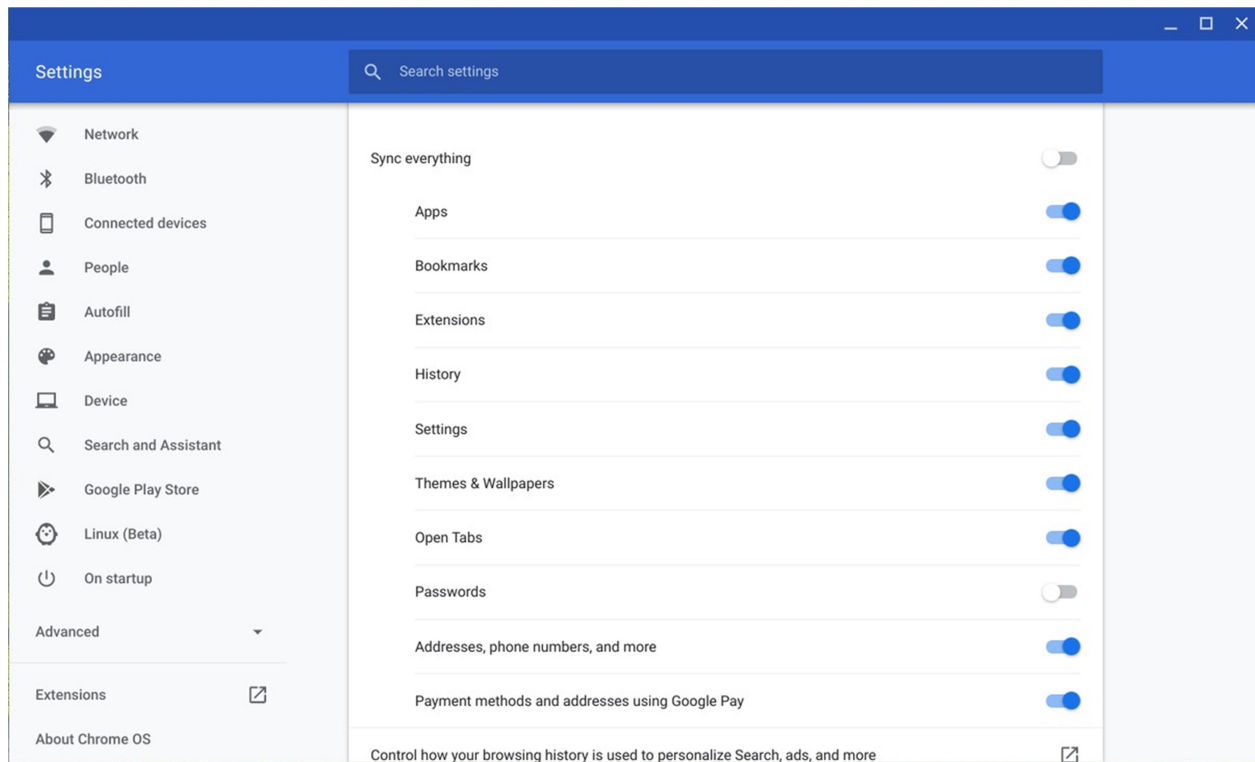 Settings
Search settings
Network
Bluetooth
Connected devices
People
Autofill
Appearance
Device
Search and Assistant
Google Play Store
Linux (Beta)
On startup
Advanced
Extensions
About Chrome OS
Sync everything
Apps
Bookmarks
Extensions
History
Settings
Themes & Wallpapers
Open Tabs
Passwords
Addresses, phone numbers, and more
Payment methods and addresses using Google Pay
Control how your browsing history is used to personalize Search, ads, and more